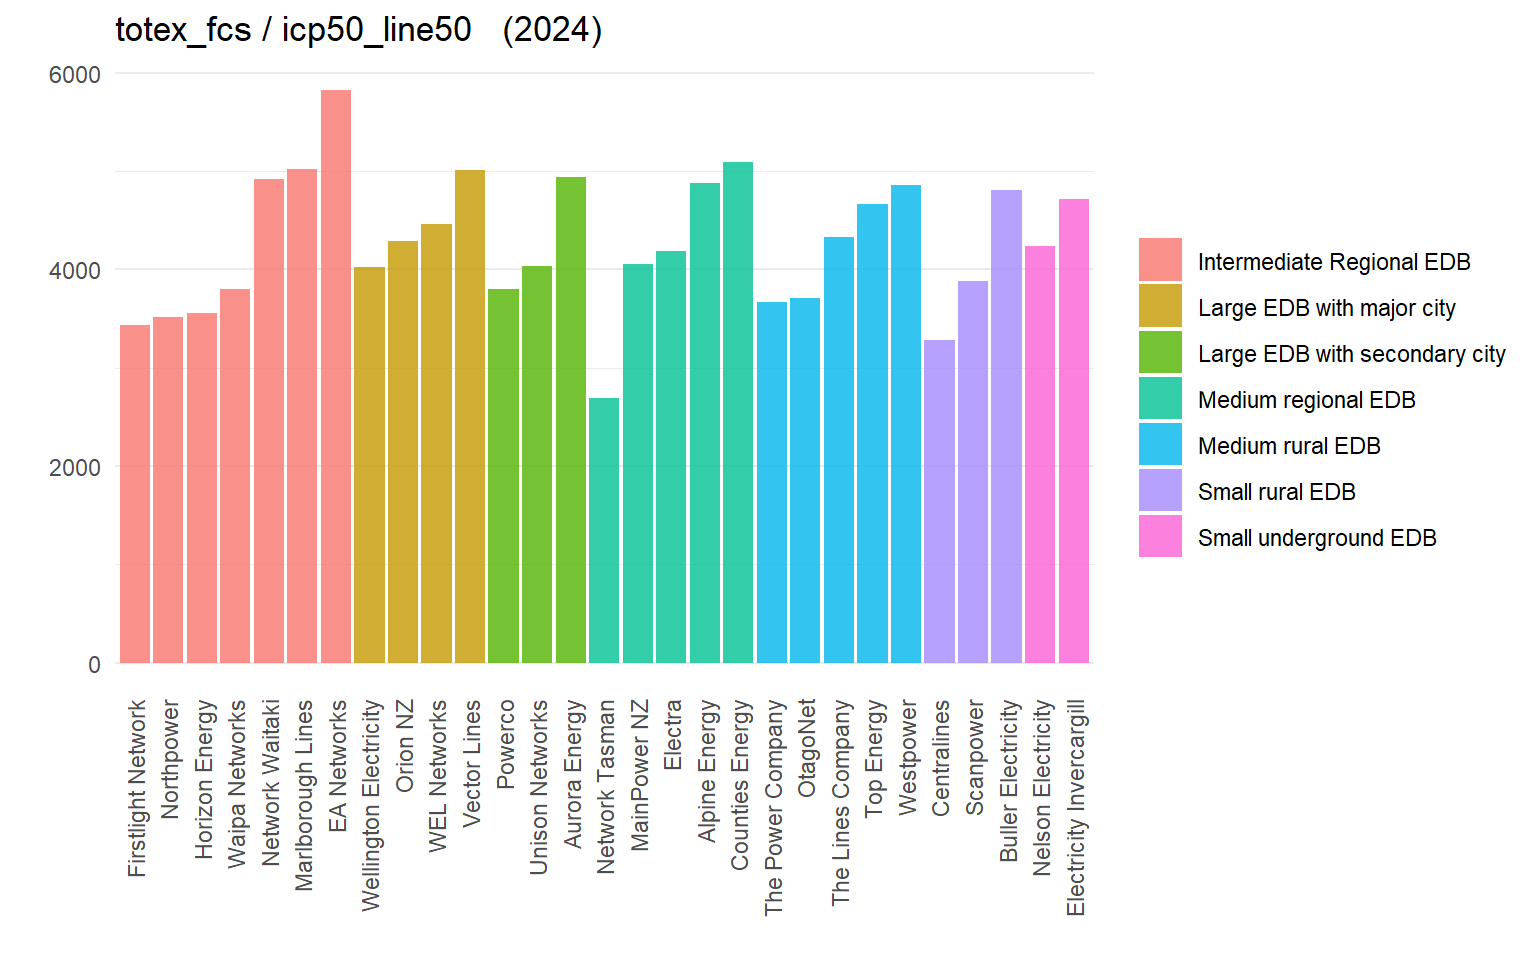 totex_fcs / icp50_line50 (2024)
6000
4000
2000
0
Firstlight Network
Northpower
Horizon Energy
Waipa Networks
Network Waitaki
Marlborough Lines
EA Networks
Wellington Electricity
Orion NZ
WEL Networks
Vector Lines
Powerco
Unison Networks
Aurora Energy
Network Tasman
MainPower NZ
Electra
Alpine Energy
Counties Energy
The Power Company
OtagoNet
The Lines Company
Top Energy
Westpower
Centralines
Scanpower
Buller Electricity
Nelson Electricity
Electricity Invercargill
Intermediate Regional EDB
Large EDB with major city
Large EDB with secondary city
Medium regional EDB
Medium rural EDB
Small rural EDB
Small underground EDB